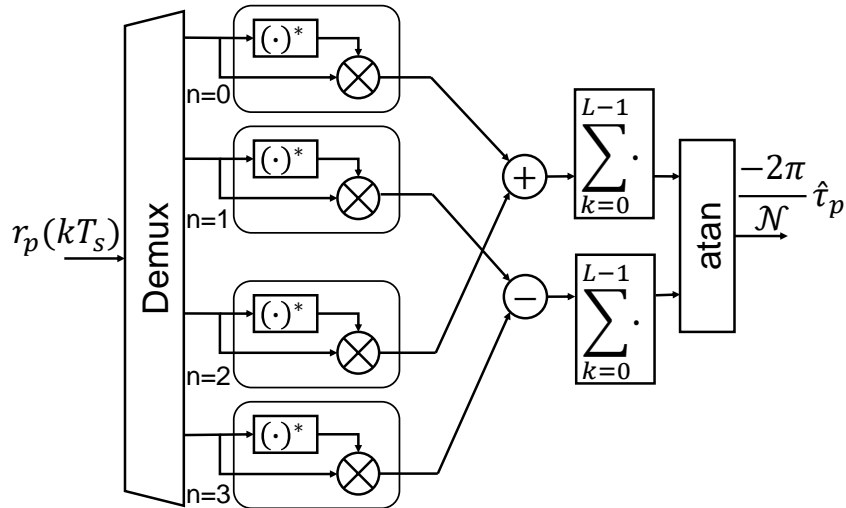 r_p(kT_s)
Demux
n=0
(·)*
n=1
(·)*
n=2
(·)*
n=3
(·)*
+
−
L−1
∑ ·
k=0
L−1
∑ ·
k=0
atan
−2π
𝒩
τ̂_p